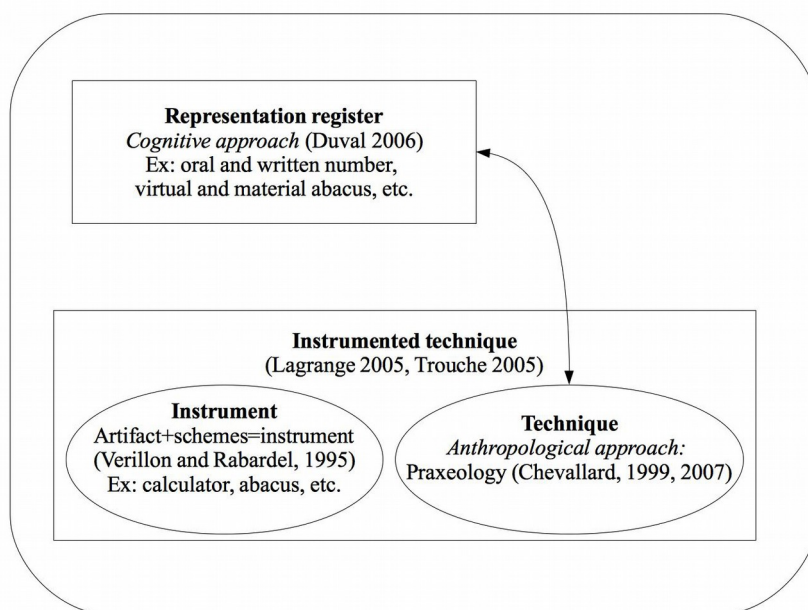 Representation register
Cognitive approach (Duval 2006)
Ex: oral and written number,
virtual and material abacus, etc.
Instrumented technique
(Lagrange 2005, Trouche 2005)
Instrument
Artifact+schemes=instrument
(Verillon and Rabardel, 1995)
Ex: calculator, abacus, etc.
Technique
Anthropological approach:
Praxeology (Chevallard, 1999, 2007)